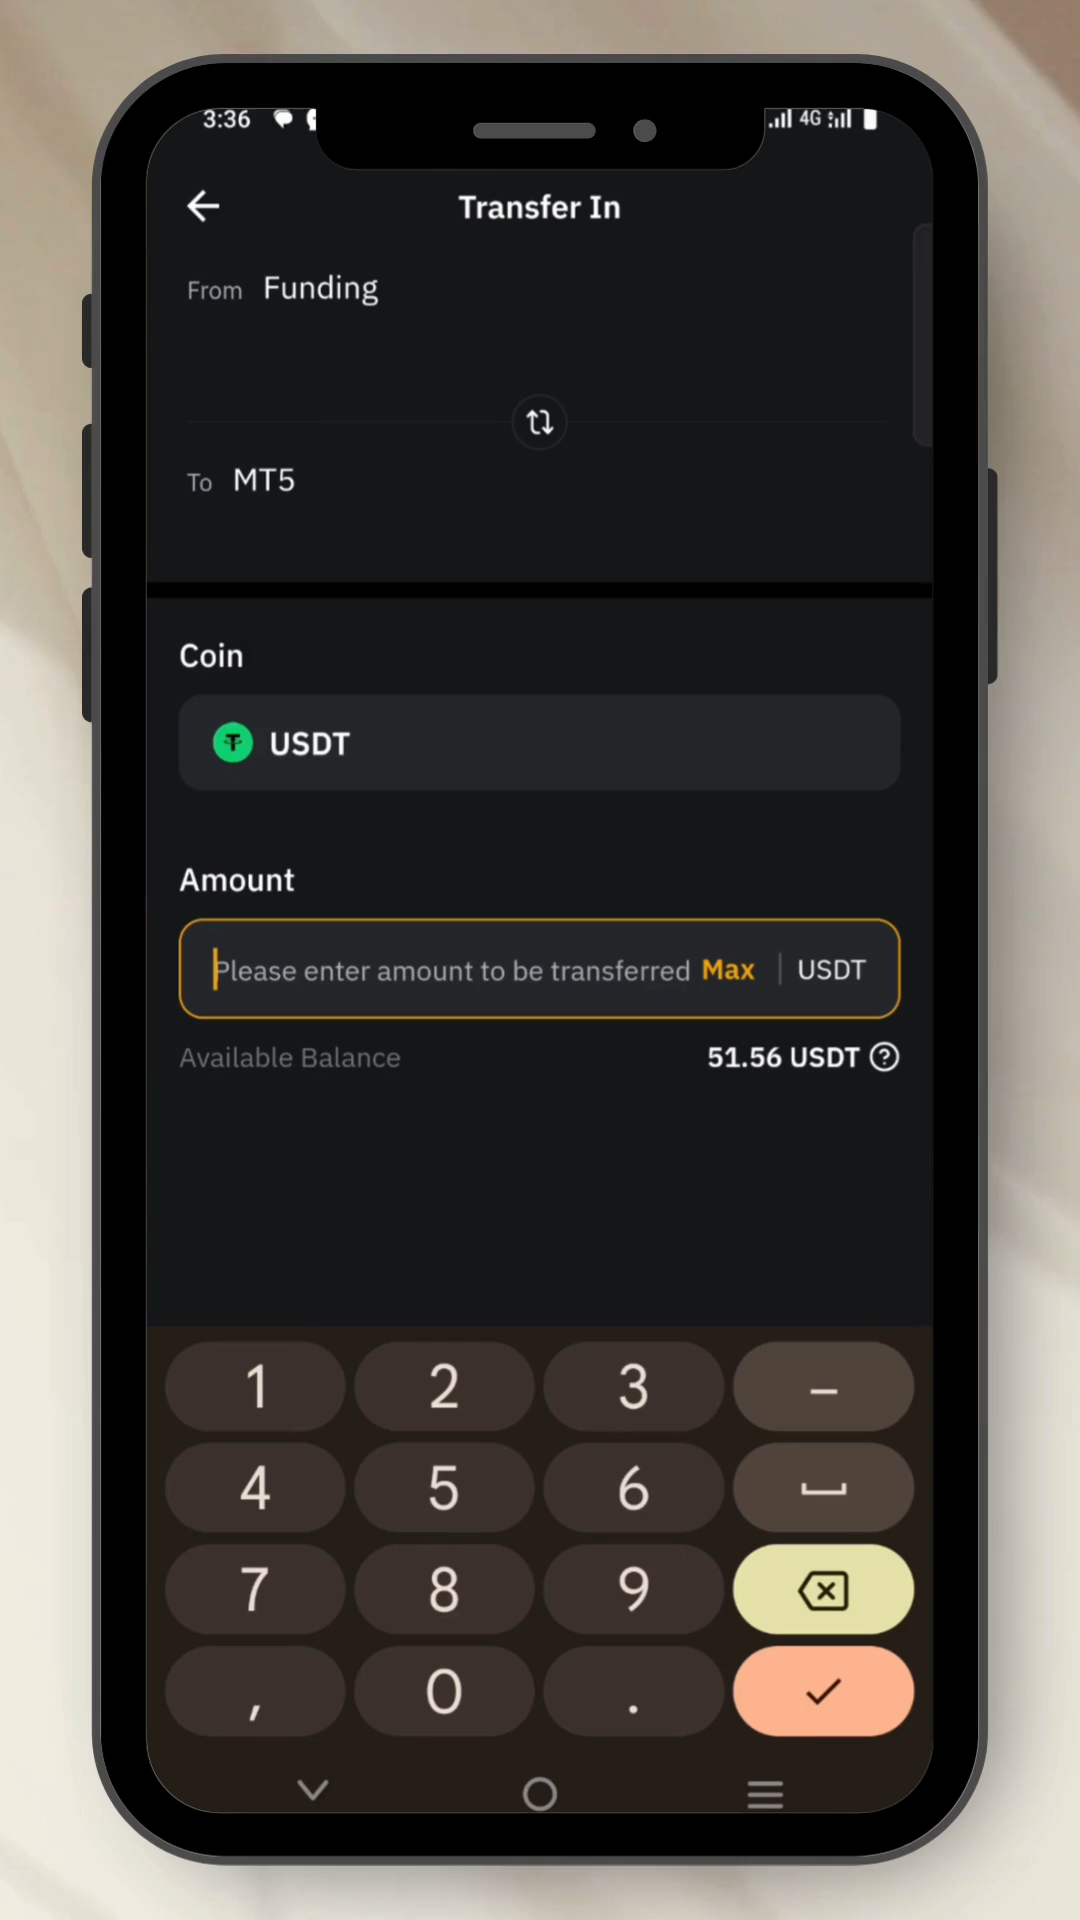 3:36
4G
Transfer In
From Funding
To MT5
Coin
USDT
Amount
Please enter amount to be transferred Max USDT
Available Balance 51.56 USDT
1 2 3 –
4 5 6
7 8 9
, 0 .